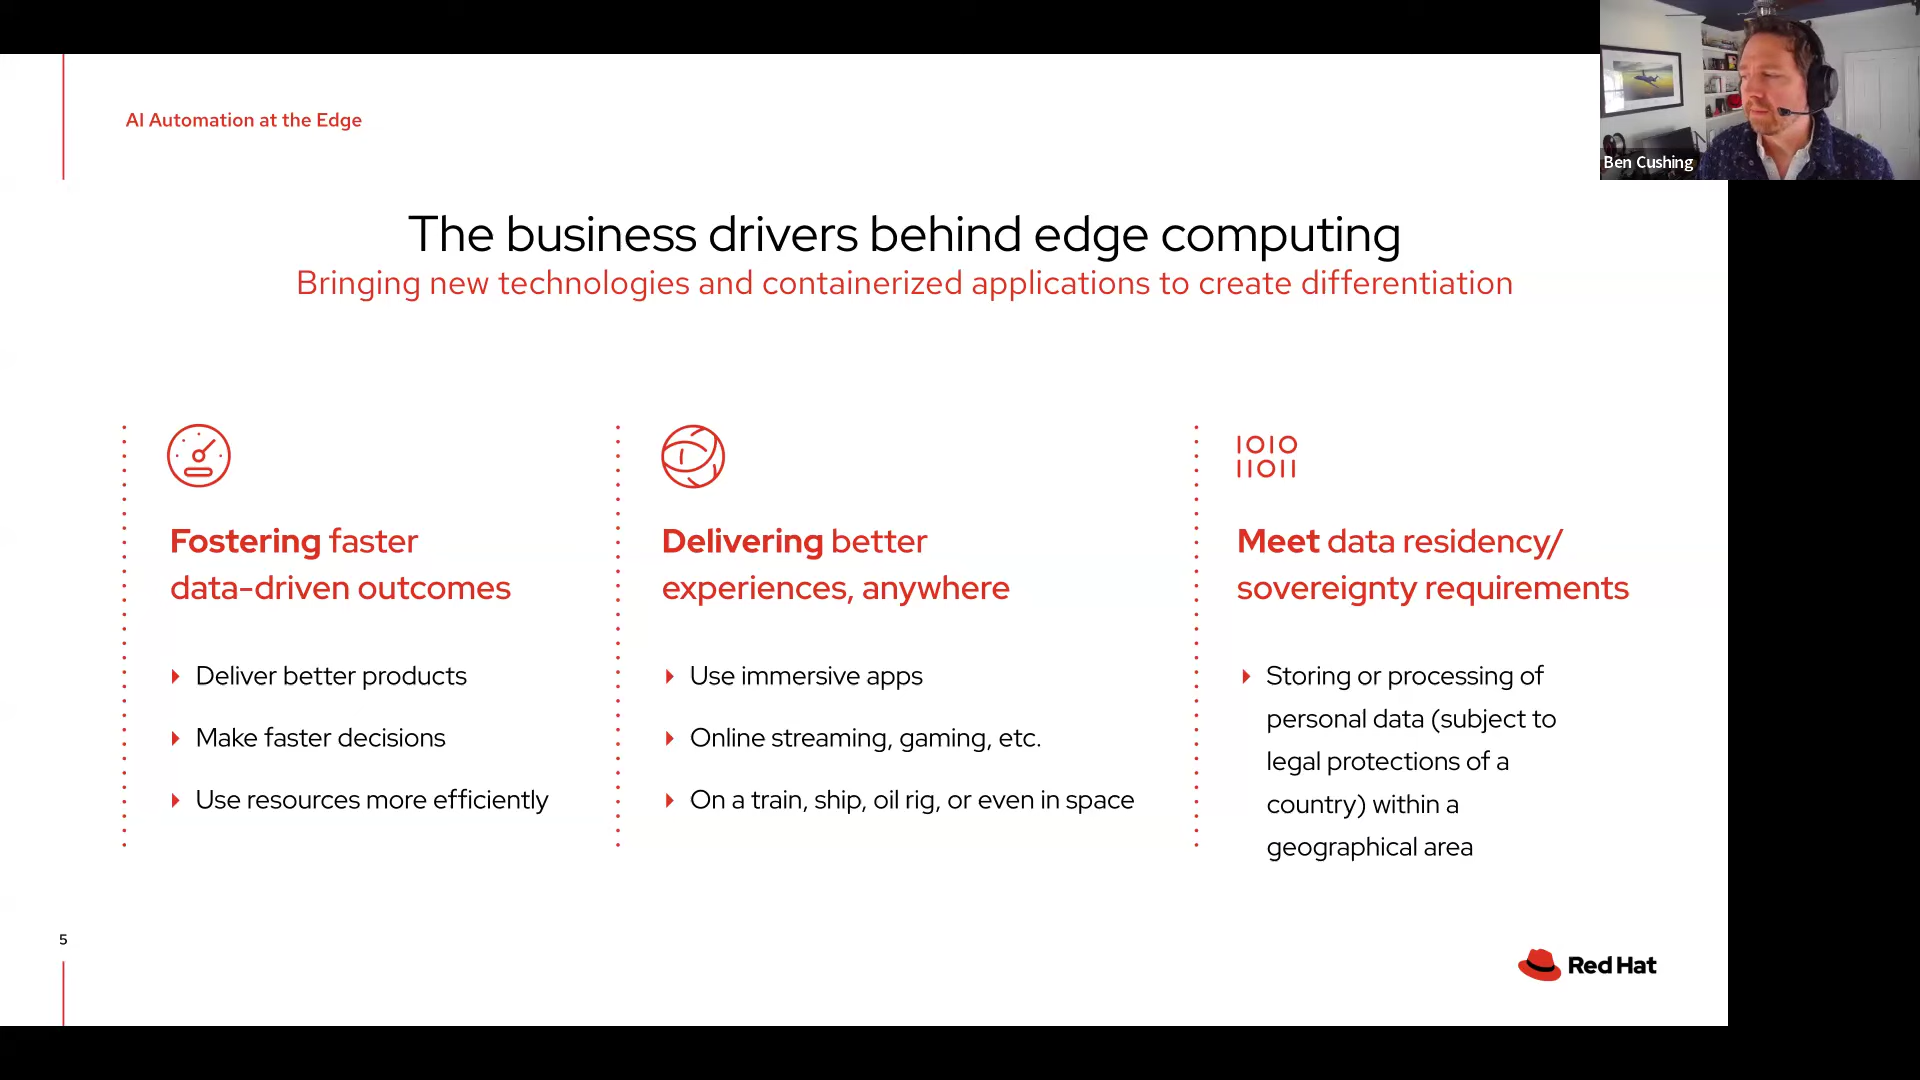 AI Automation at the Edge
Ben Cushing
The business drivers behind edge computing
Bringing new technologies and containerized applications to create differentiation
1010
11011
Fostering faster
data-driven outcomes
Deliver better products
Make faster decisions
Use resources more efficiently
Delivering better
experiences, anywhere
Use immersive apps
Online streaming, gaming, etc.
On a train, ship, oil rig, or even in space
Meet data residency/
sovereignty requirements
Storing or processing of
personal data (subject to
legal protections of a
country) within a
geographical area
5
Red Hat